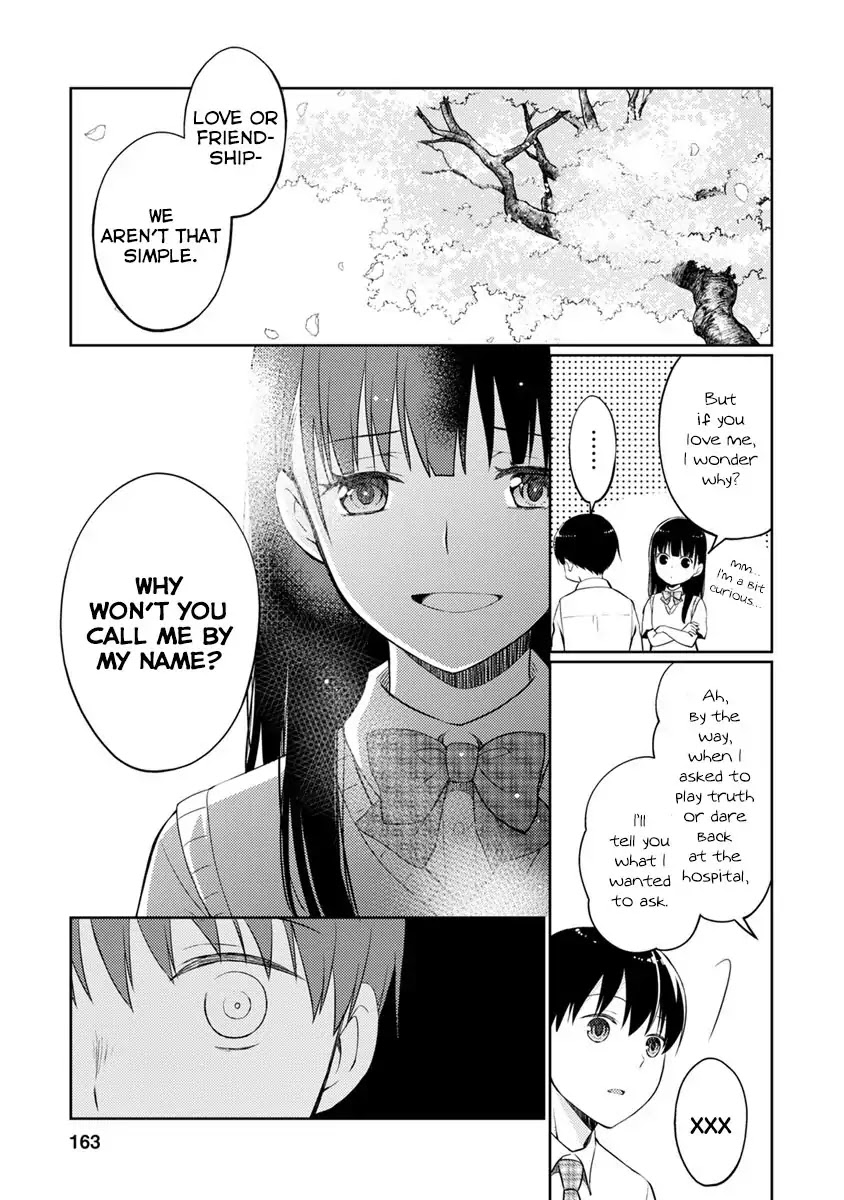 LOVE OR
FRIEND-
SHIP-
WE
AREN'T THAT
SIMPLE.
But
if you
love me,
I wonder
why?
......
mm...
I'm a bit
curious...
Ah,
By the
way,
when I
asked to
play truth
or dare
back
at the
hospital,
I'll
tell you
what I
wanted
to ask.
XXX
WHY
WON'T YOU
CALL ME BY
MY NAME?
163